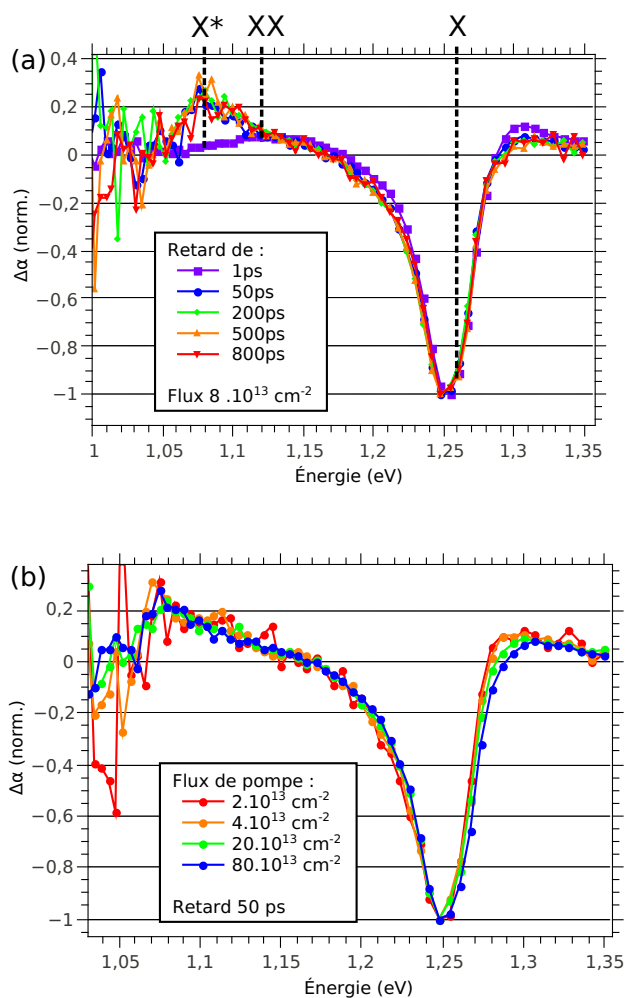 X* XX X
(a)
0,4
0,2
0
−0,2
−0,4
−0,6
−0,8
−1
Δα (norm.)
Retard de :
1ps
50ps
200ps
500ps
800ps
Flux 8 .10¹³ cm⁻²
1 1,05 1,1 1,15 1,2 1,25 1,3 1,35
Énergie (eV)
(b)
0,2
0
−0,2
−0,4
−0,6
−0,8
−1
Δα (norm.)
Flux de pompe :
2.10¹³ cm⁻²
4.10¹³ cm⁻²
20.10¹³ cm⁻²
80.10¹³ cm⁻²
Retard 50 ps
1,05 1,1 1,15 1,2 1,25 1,3 1,35
Énergie (eV)